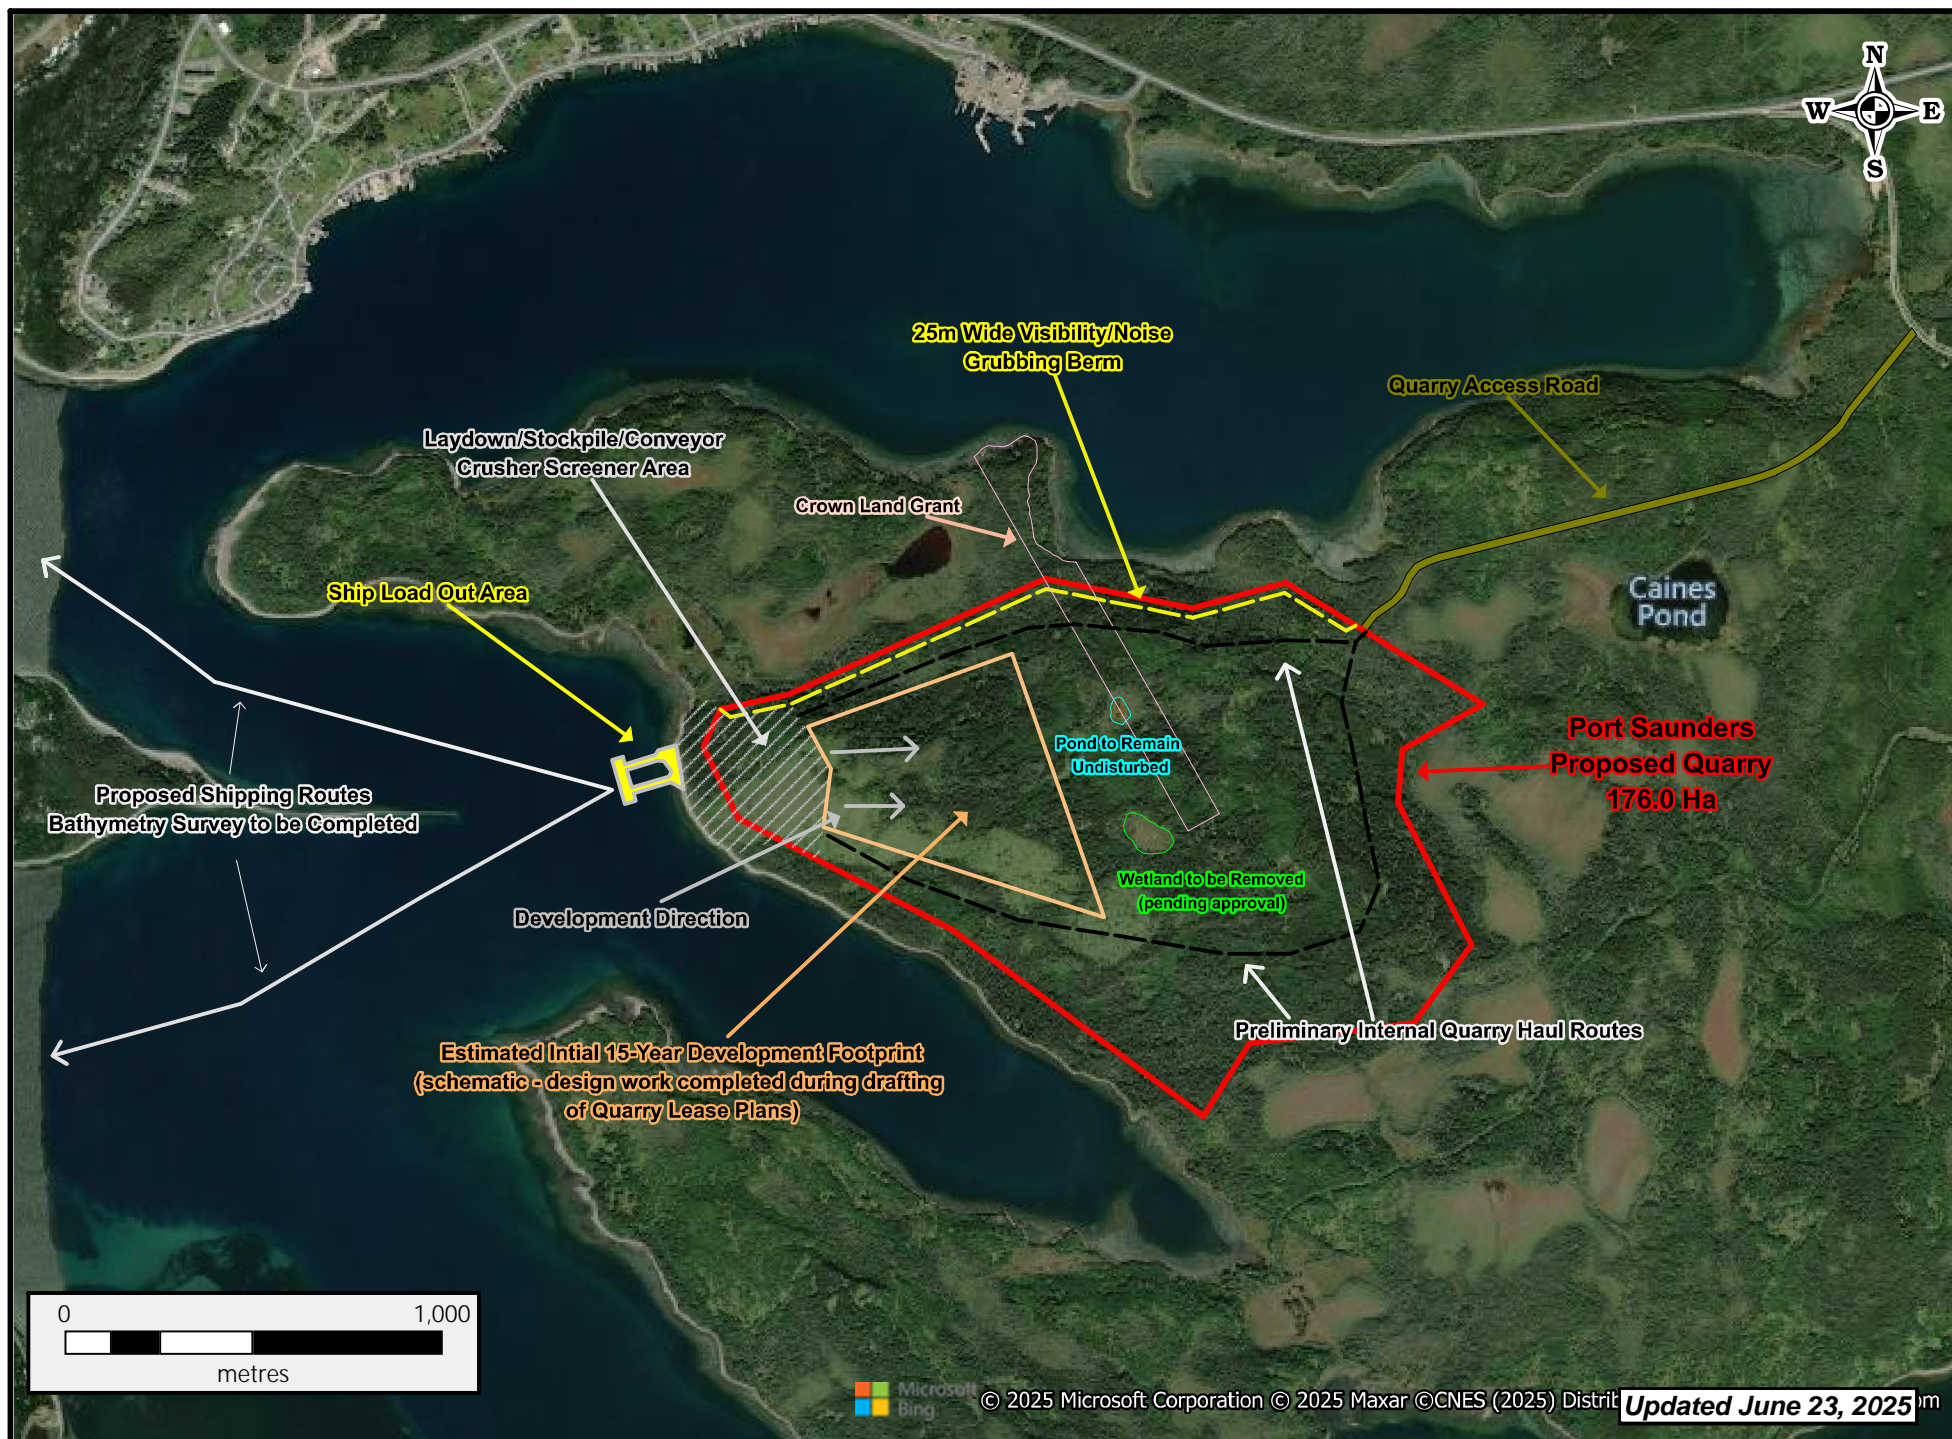 N
W E
S
25m Wide Visibility/Noise
Grubbing Berm
Quarry Access Road
Laydown/Stockpile/Conveyor
Crusher Screener Area
Crown Land Grant
Ship Load Out Area
Caines
Pond
Port Saunders
Proposed Quarry
176.0 Ha
Pond to Remain
Undisturbed
Proposed Shipping Routes
Bathymetry Survey to be Completed
Wetland to be Removed
(pending approval)
Development Direction
Preliminary Internal Quarry Haul Routes
Estimated Intial 15-Year Development Footprint
(schematic - design work completed during drafting
of Quarry Lease Plans)
0 1,000
metres
Microsoft
Bing
© 2025 Microsoft Corporation © 2025 Maxar ©CNES (2025) Distrib
Updated June 23, 2025
om